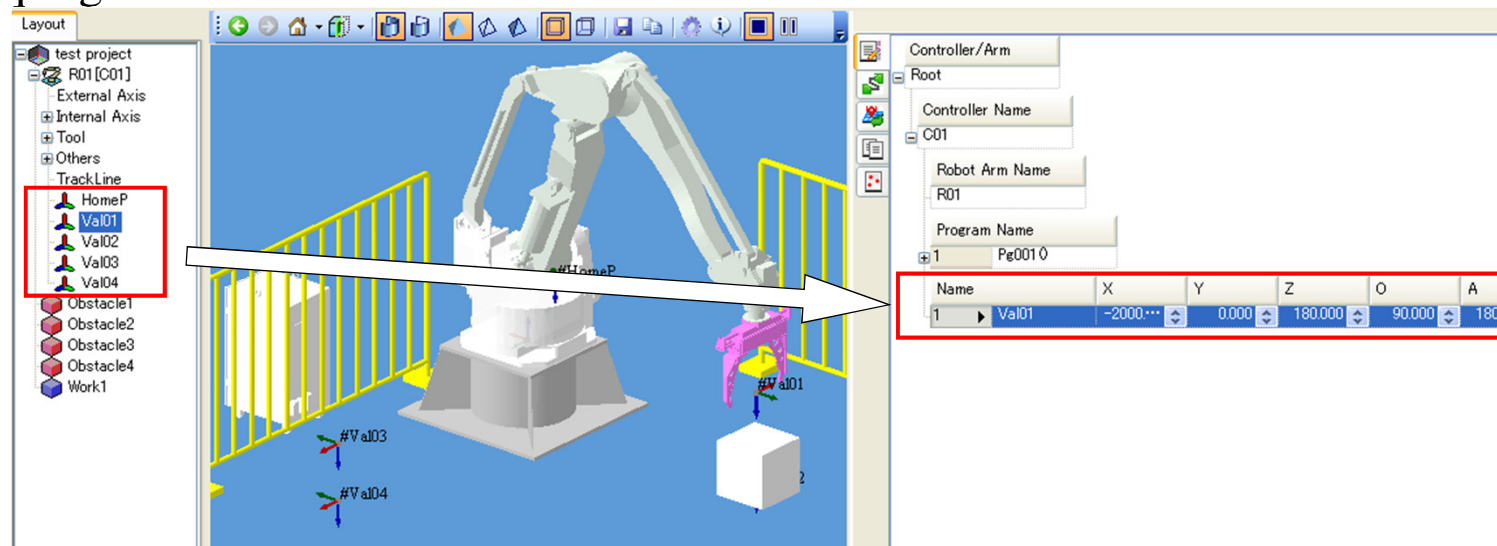 Layout
test project
R01[C01]
External Axis
Internal Axis
Tool
Others
TrackLine
HomeP
Val01
Val02
Val03
Val04
Obstacle1
Obstacle2
Obstacle3
Obstacle4
Work1
#HomeP
#Val01
#Val03
#Val04
2
Controller/Arm
Root
Controller Name
C01
Robot Arm Name
R01
Program Name
1 Pg001()
Name X Y Z O A
1 Val01 -2000.… 0.000 180.000 90.000 180